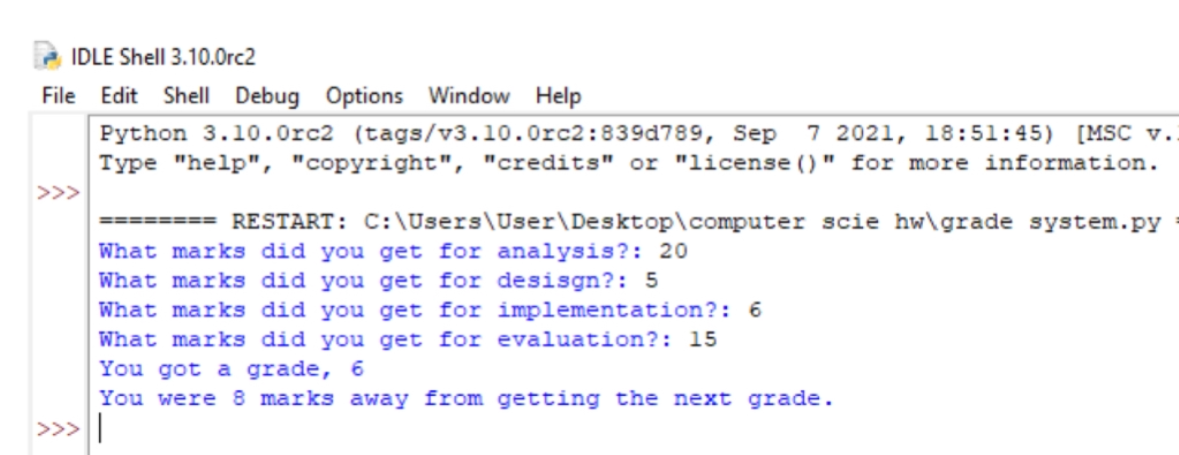 IDLE Shell 3.10.0rc2
File Edit Shell Debug Options Window Help
Python 3.10.0rc2 (tags/v3.10.0rc2:839d789, Sep  7 2021, 18:51:45) [MSC v.
Type "help", "copyright", "credits" or "license()" for more information.
>>>
======== RESTART: C:\Users\User\Desktop\computer scie hw\grade system.py =
What marks did you get for analysis?: 20
What marks did you get for desisgn?: 5
What marks did you get for implementation?: 6
What marks did you get for evaluation?: 15
You got a grade, 6
You were 8 marks away from getting the next grade.
>>>